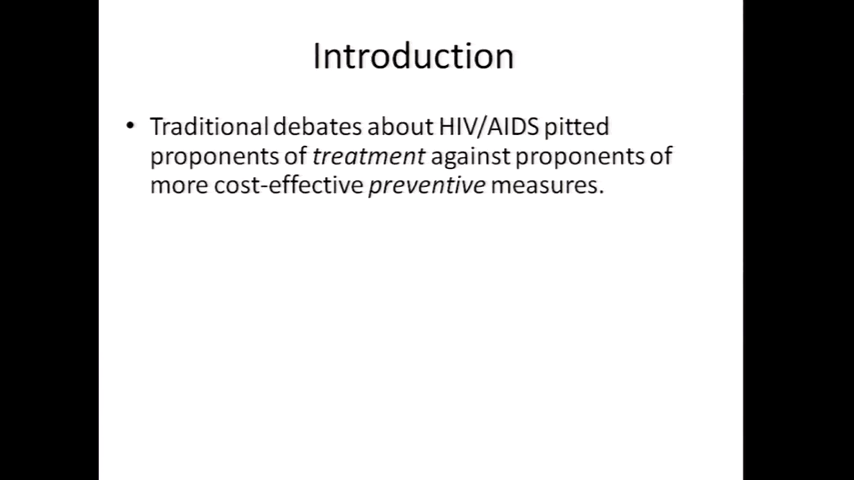 Introduction
• Traditional debates about HIV/AIDS pitted
proponents of treatment against proponents of
more cost-effective preventive measures.